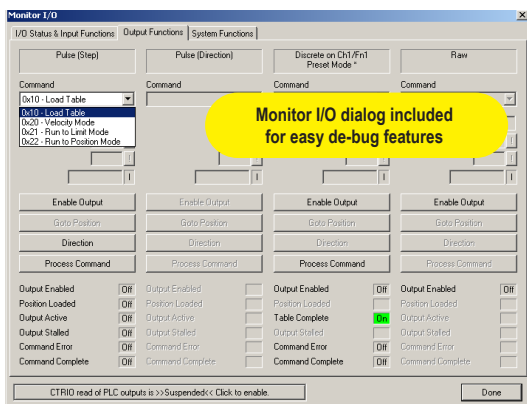 Monitor I/O
I/O Status & Input Functions Output Functions System Functions
Pulse (Step) Pulse (Direction) Discrete on Ch1/Fn1 Raw
Preset Mode *
Command Command Command Command
0x10 - Load Table
0x10 - Load Table
0x20 - Velocity Mode
0x21 - Run to Limit Mode
0x22 - Run to Position Mode
Monitor I/O dialog included
for easy de-bug features
Enable Output Enable Output Enable Output Enable Output
Goto Position Goto Position Goto Position Goto Position
Direction Direction Direction Direction
Process Command Process Command Process Command Process Command
Output Enabled Off Output Enabled Output Enabled Off Output Enabled Off
Position Loaded Off Position Loaded Position Loaded Position Loaded
Output Active Off Output Active Table Complete On Output Active
Output Stalled Off Output Stalled Output Stalled Output Stalled
Command Error Off Command Error Command Error Off Command Error
Command Complete Off Command Complete Command Complete Off Command Complete
CTRIO read of PLC outputs is >>Suspended<< Click to enable. Done